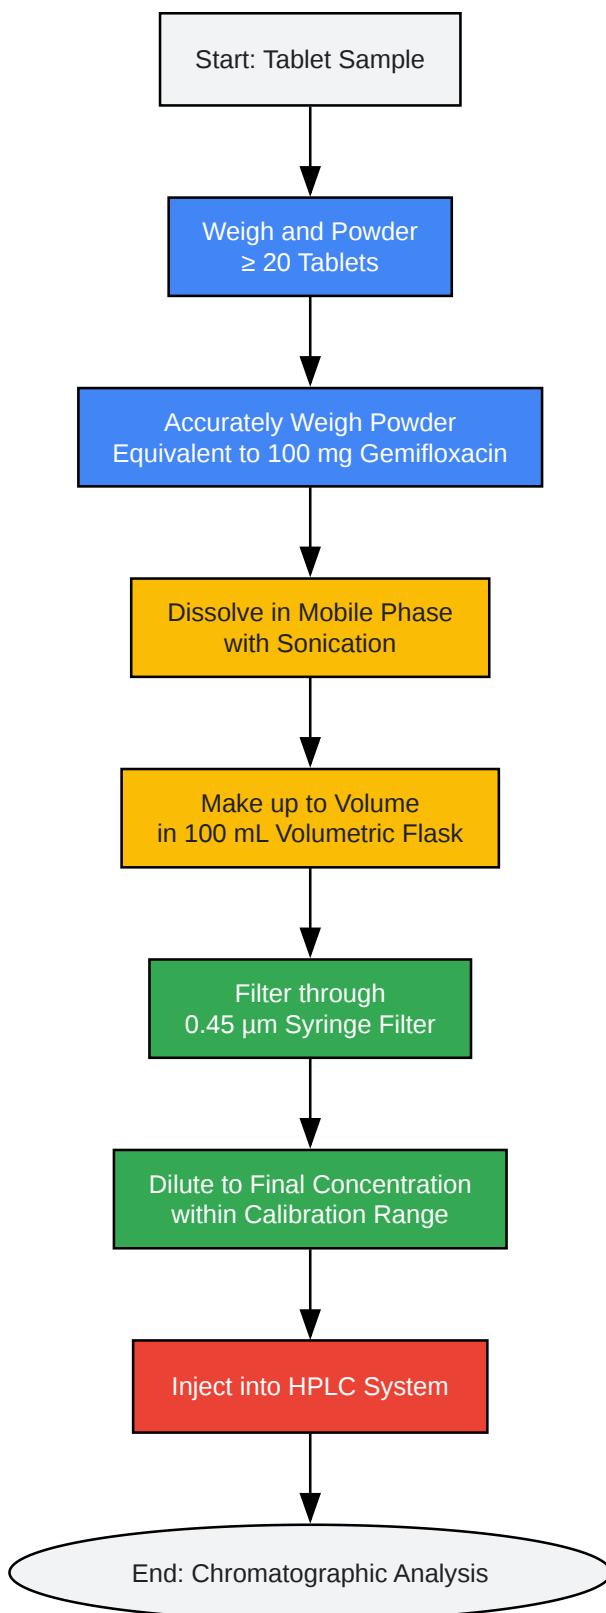 Start: Tablet Sample
Weigh and Powder
≥ 20 Tablets
Accurately Weigh Powder
Equivalent to 100 mg Gemifloxacin
Dissolve in Mobile Phase
with Sonication
Make up to Volume
in 100 mL Volumetric Flask
Filter through
0.45 µm Syringe Filter
Dilute to Final Concentration
within Calibration Range
Inject into HPLC System
End: Chromatographic Analysis